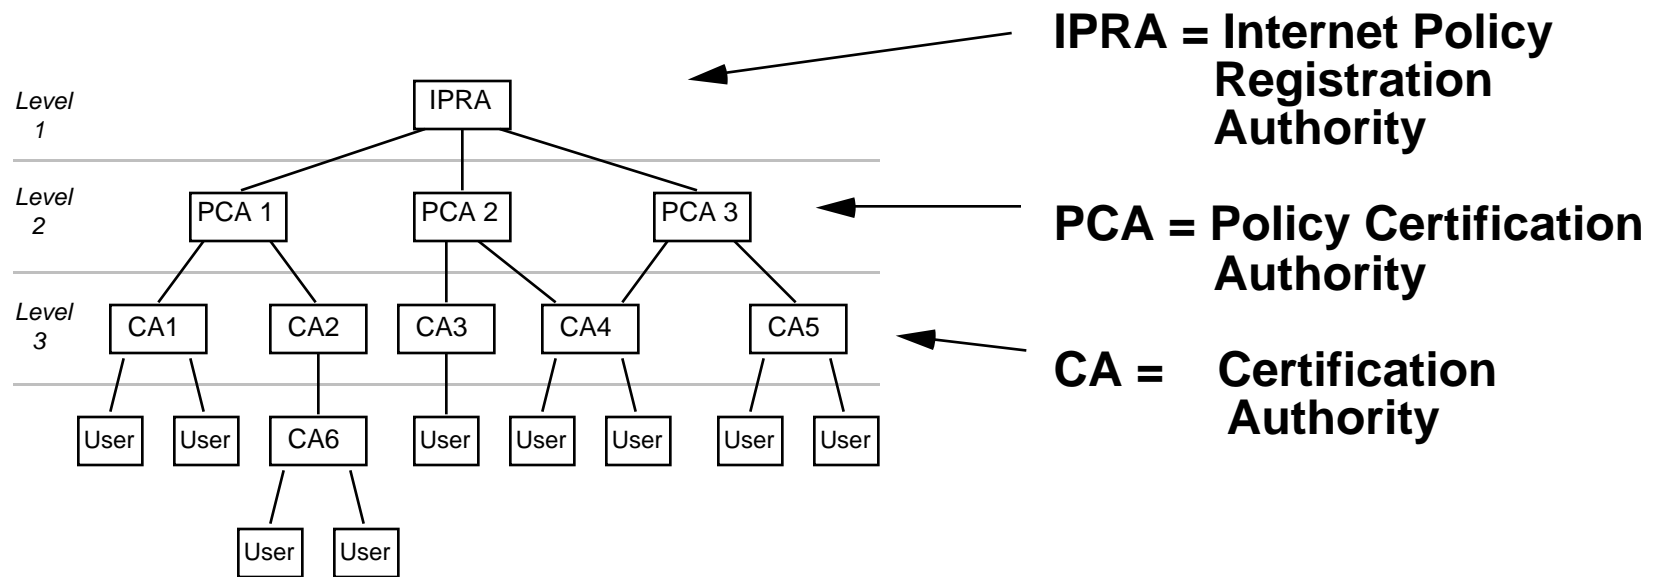 IPRA = Internet Policy
Registration
Authority
Level
1
IPRA
Level
2
PCA 1
PCA 2
PCA 3
PCA = Policy Certification
Authority
Level
3
CA1
CA2
CA3
CA4
CA5
CA = Certification
Authority
User
User
CA6
User
User
User
User
User
User
User